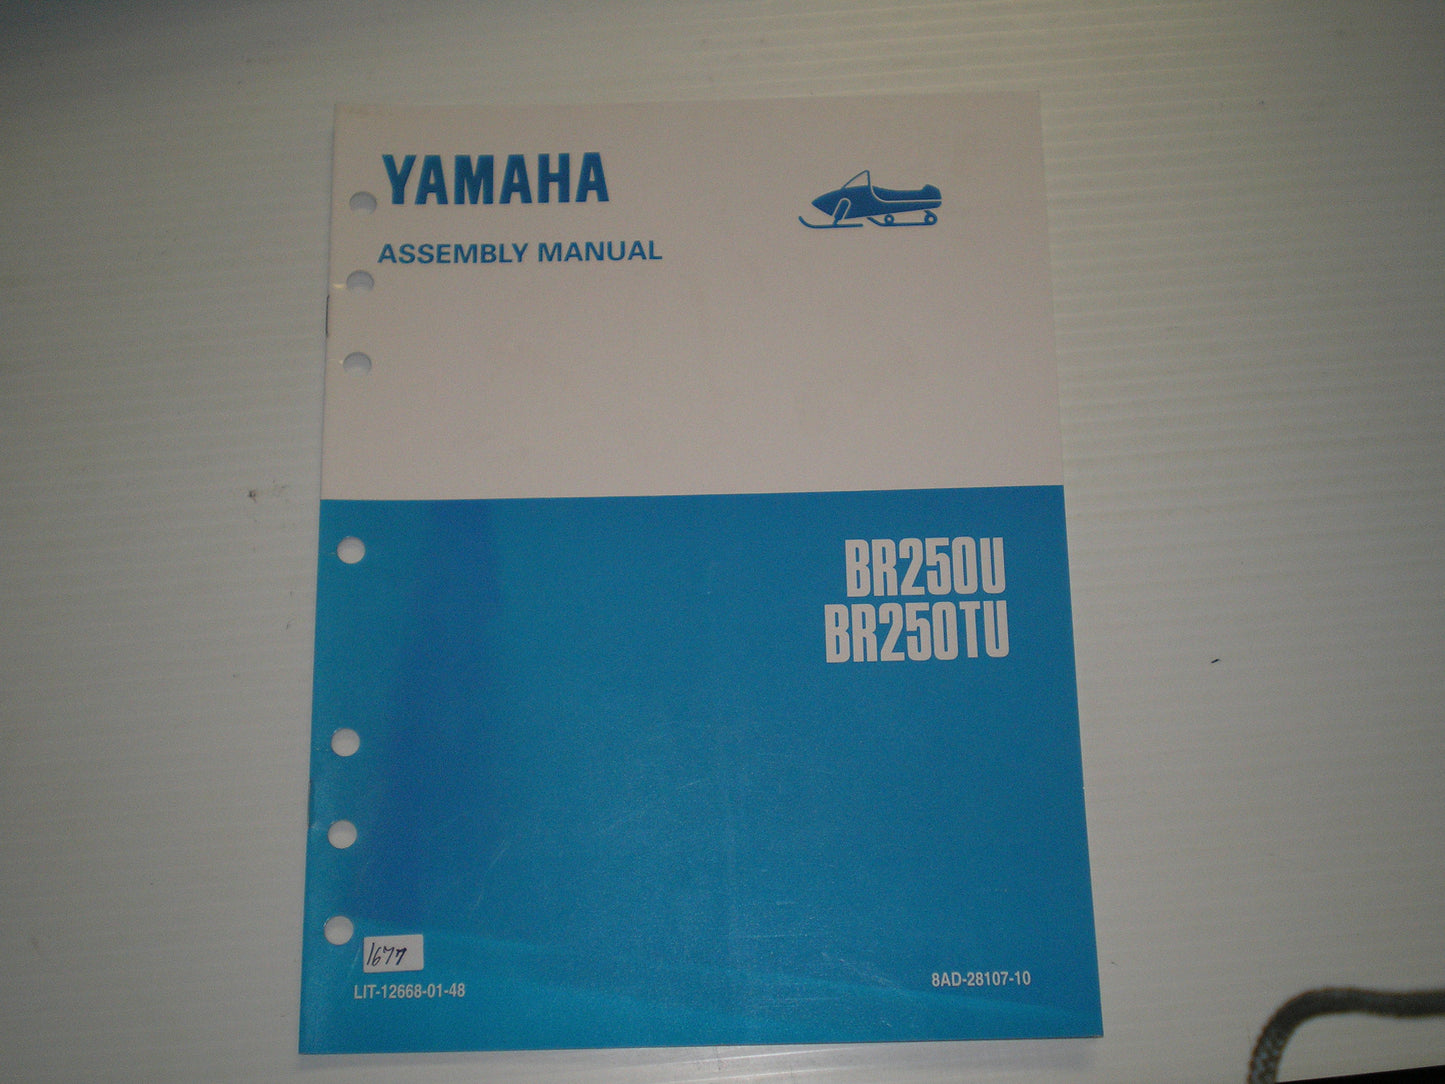 YAMAHA
ASSEMBLY MANUAL
BR250U
BR250TU
1677
LIT-12668-01-48
8AD-28107-10